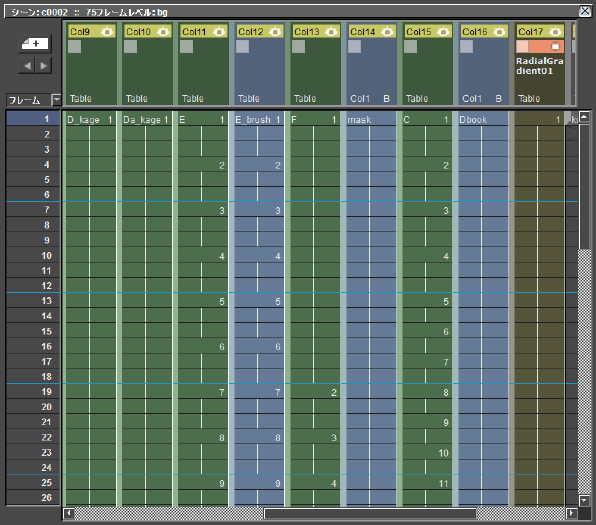 シーン:c0002 :: 75フレームレベル:bg
Col9 Col10 Col11 Col12 Col13 Col14 Col15 Col16 Col17
RadialGra
dient01
フレーム Table Table Table Table Table Col1 B Table Col1 B Table
1 D_kage 1 Da_kage 1 E 1 E_brush 1 F 1 mask C 1 Dbook 1
2
3
4 2 2 2
5
6
7 3 3 3
8
9
10 4 4 4
11
12
13 5 5 5
14
15 6
16 6 6
17 7
18
19 7 7 2 8
20
21 9
22 8 8 3
23 10
24
25 9 9 4 11
26